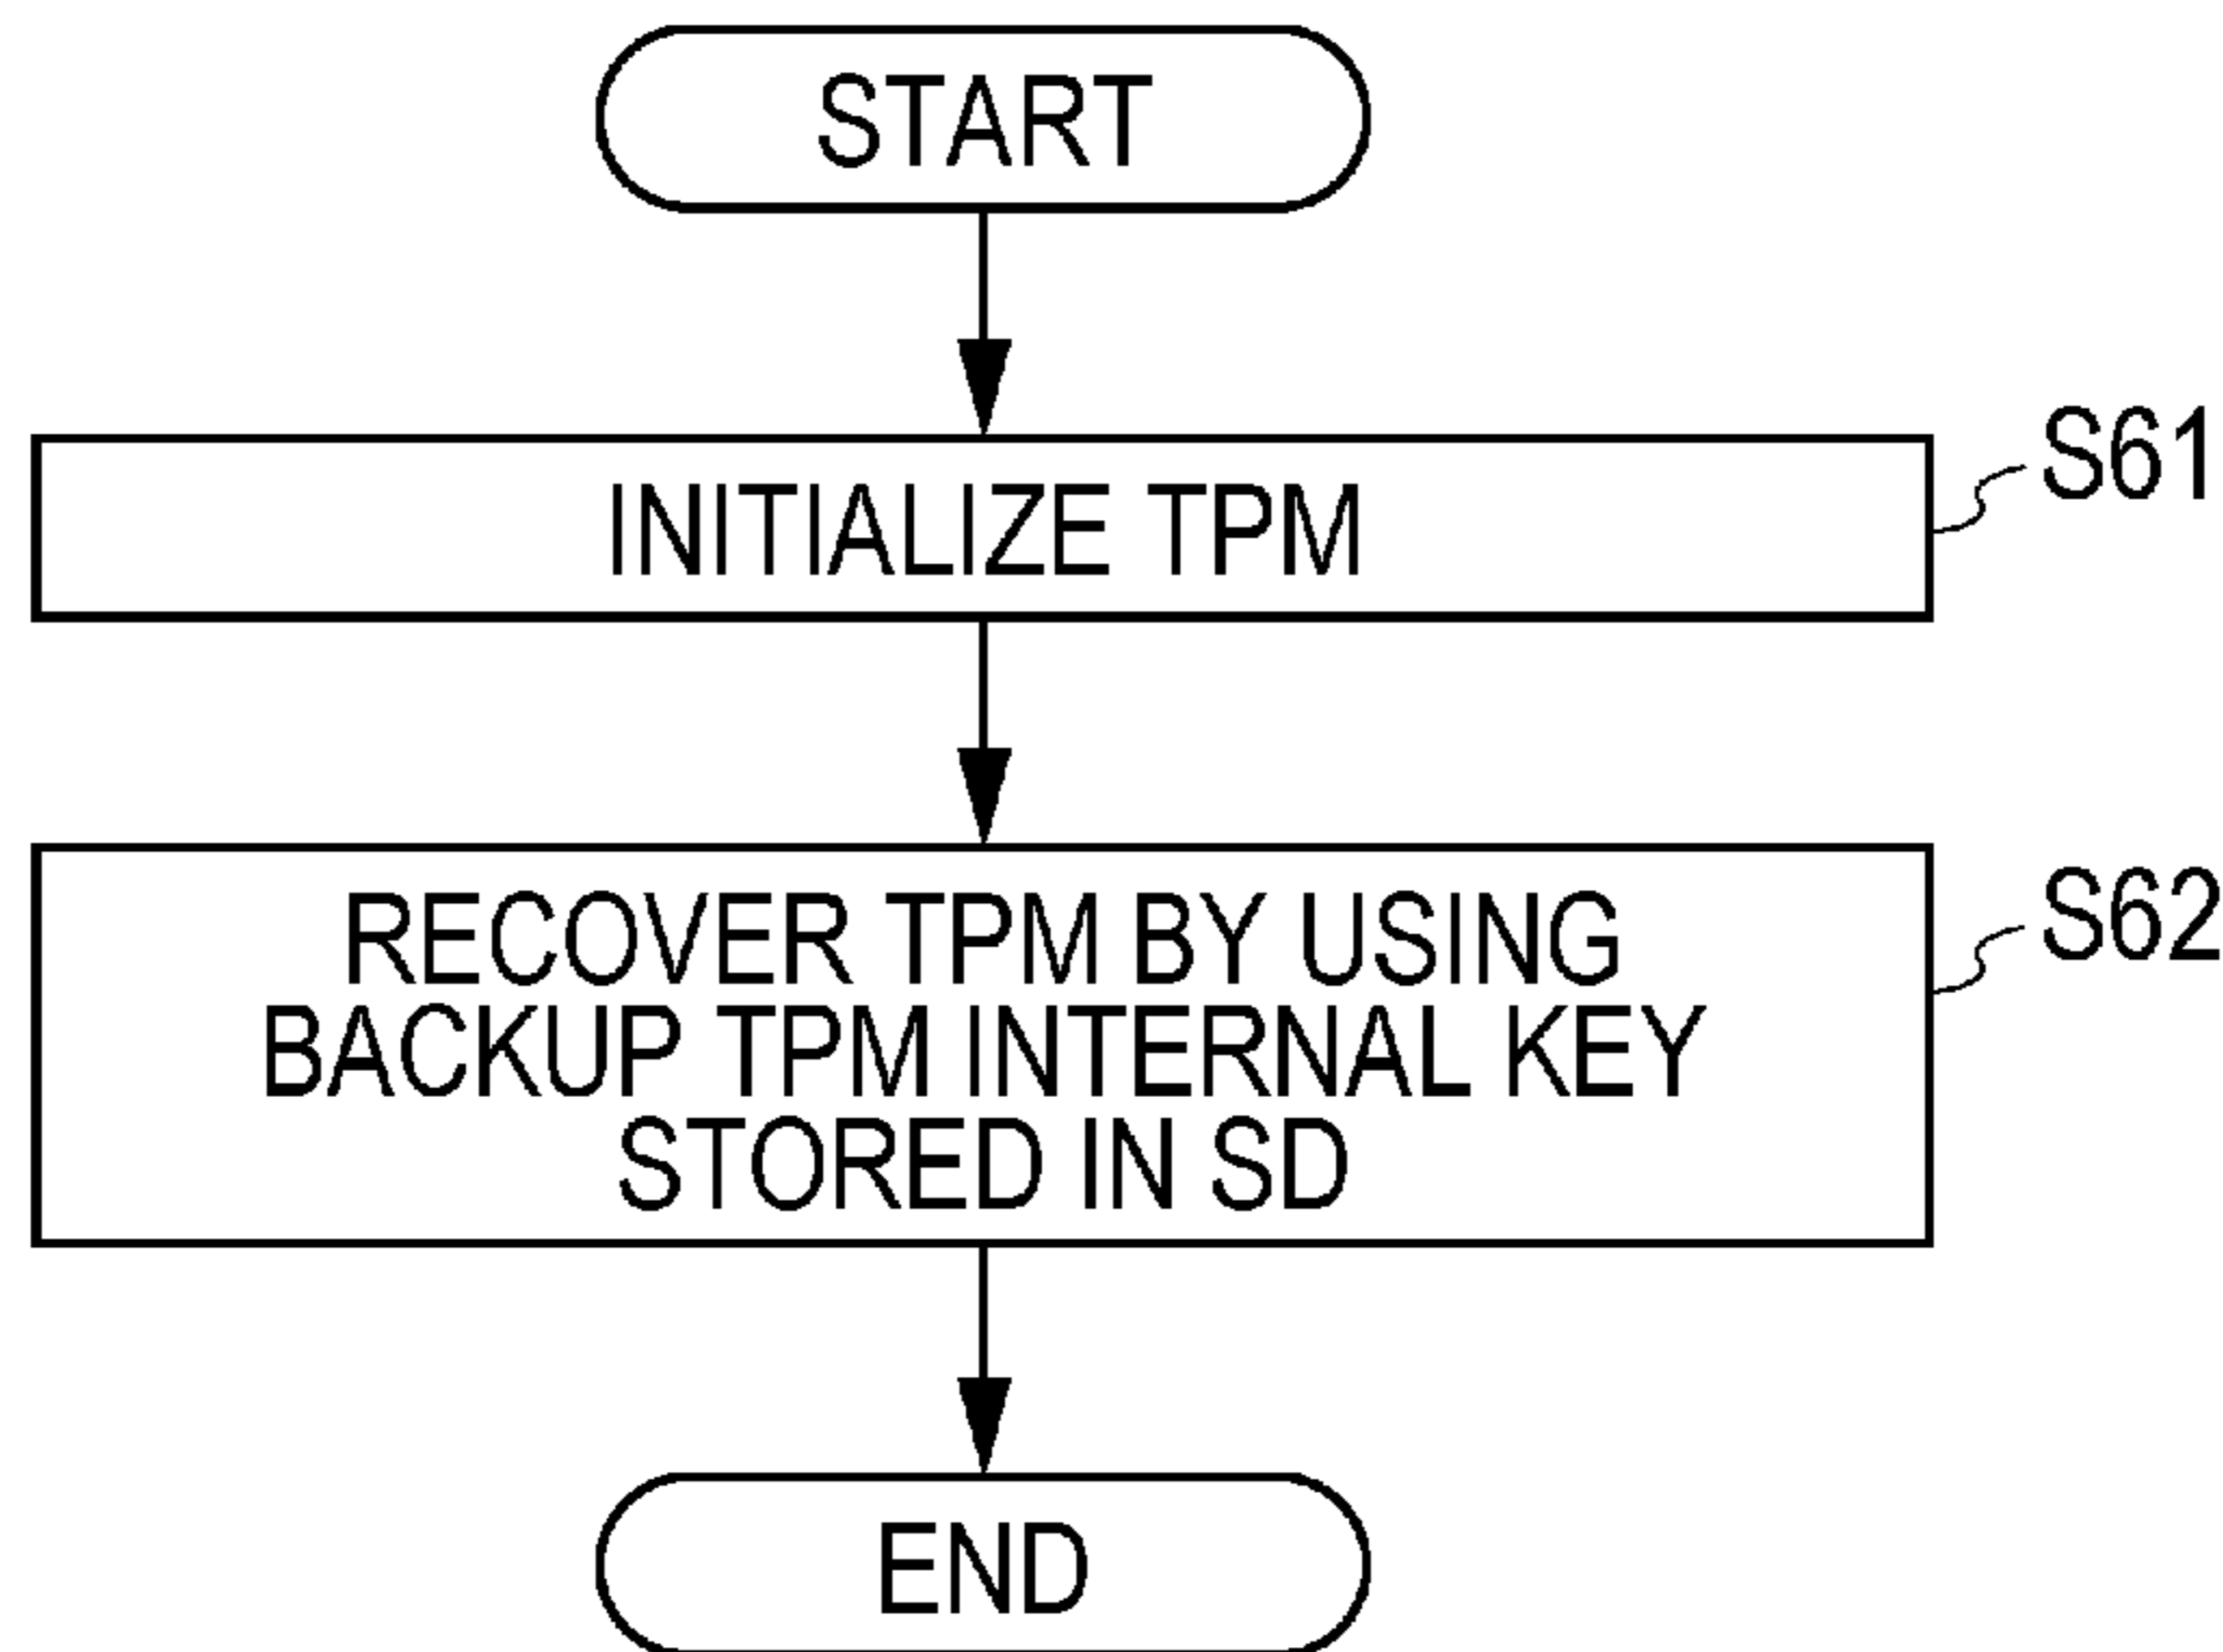 START
INITIALIZE TPM
S61
RECOVER TPM BY USING
BACKUP TPM INTERNAL KEY
STORED IN SD
S62
END